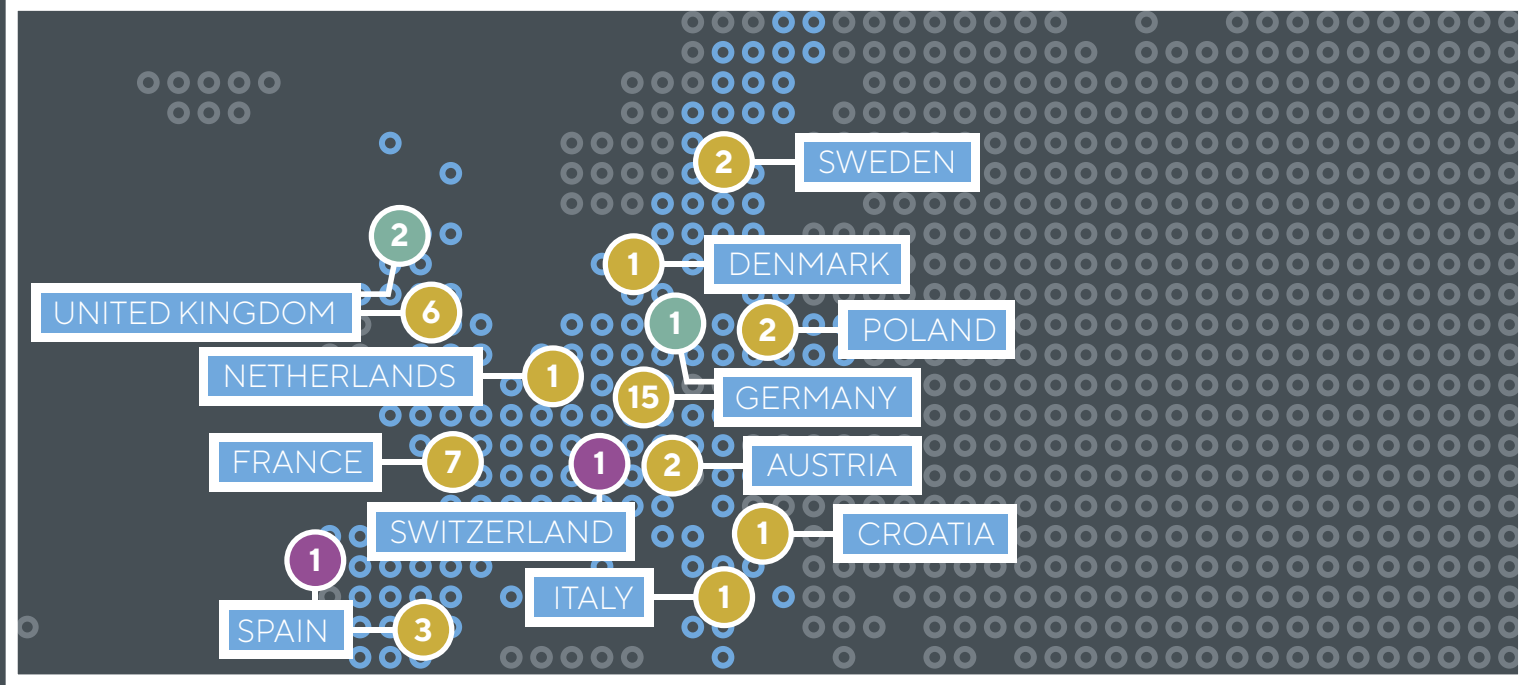 2 SWEDEN
2
1 DENMARK
UNITED KINGDOM 6
1
2 POLAND
NETHERLANDS 1
15 GERMANY
FRANCE 7
1
2 AUSTRIA
SWITZERLAND
1 CROATIA
1
ITALY 1
SPAIN 3